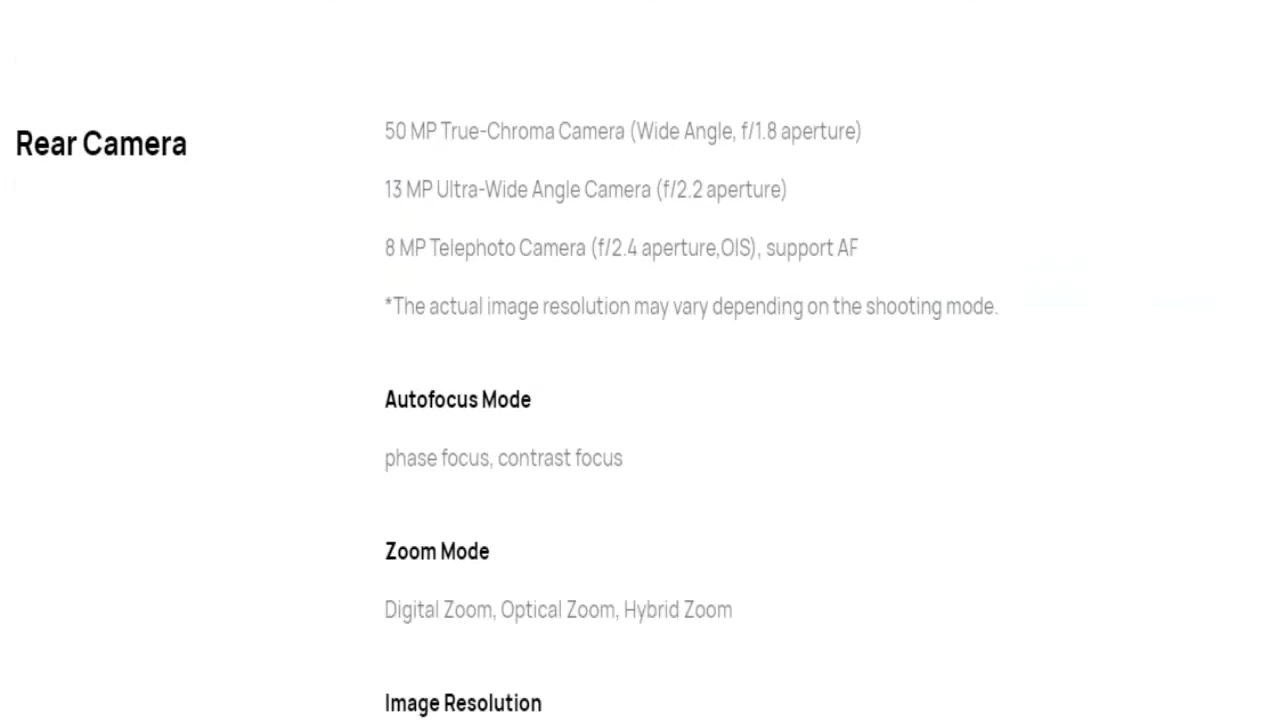 Rear Camera
50 MP True-Chroma Camera (Wide Angle, f/1.8 aperture)
13 MP Ultra-Wide Angle Camera (f/2.2 aperture)
8 MP Telephoto Camera (f/2.4 aperture,OIS), support AF
*The actual image resolution may vary depending on the shooting mode.
Autofocus Mode
phase focus, contrast focus
Zoom Mode
Digital Zoom, Optical Zoom, Hybrid Zoom
Image Resolution